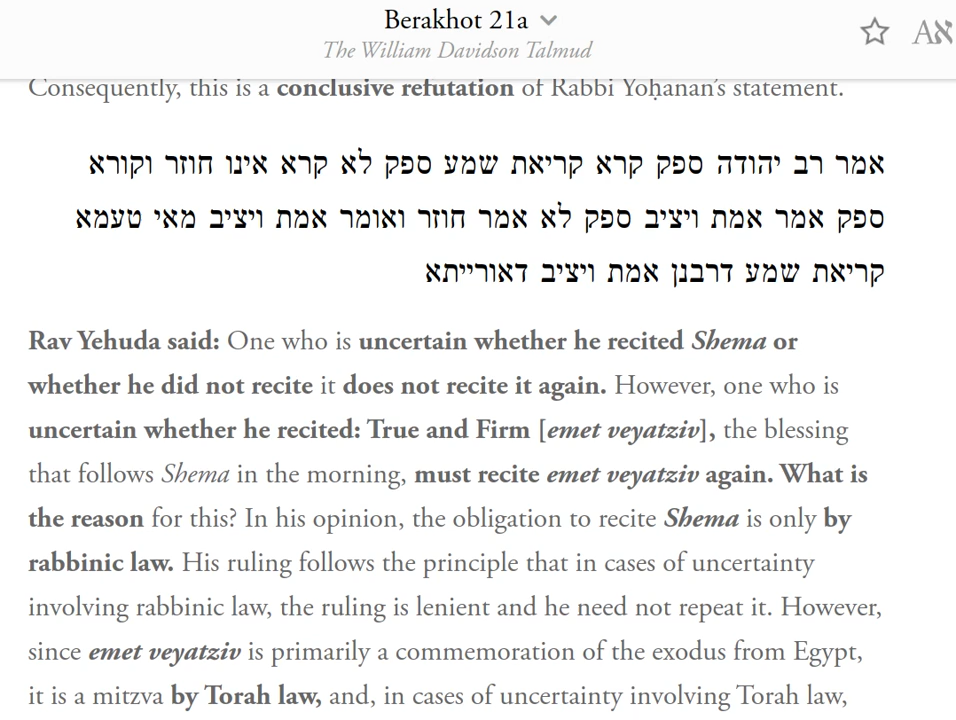 Berakhot 21a
The William Davidson Talmud
Aא
Consequently, this is a conclusive refutation of Rabbi Yoḥanan's statement.
אמר רב יהודה ספק קרא קריאת שמע ספק לא קרא אינו חוזר וקורא
ספק אמר אמת ויציב ספק לא אמר חוזר ואומר אמת ויציב מאי טעמא
קריאת שמע דרבנן אמת ויציב דאורייתא
Rav Yehuda said: One who is uncertain whether he recited Shema or
whether he did not recite it does not recite it again. However, one who is
uncertain whether he recited: True and Firm [emet veyatziv], the blessing
that follows Shema in the morning, must recite emet veyatziv again. What is
the reason for this? In his opinion, the obligation to recite Shema is only by
rabbinic law. His ruling follows the principle that in cases of uncertainty
involving rabbinic law, the ruling is lenient and he need not repeat it. However,
since emet veyatziv is primarily a commemoration of the exodus from Egypt,
it is a mitzva by Torah law, and, in cases of uncertainty involving Torah law,